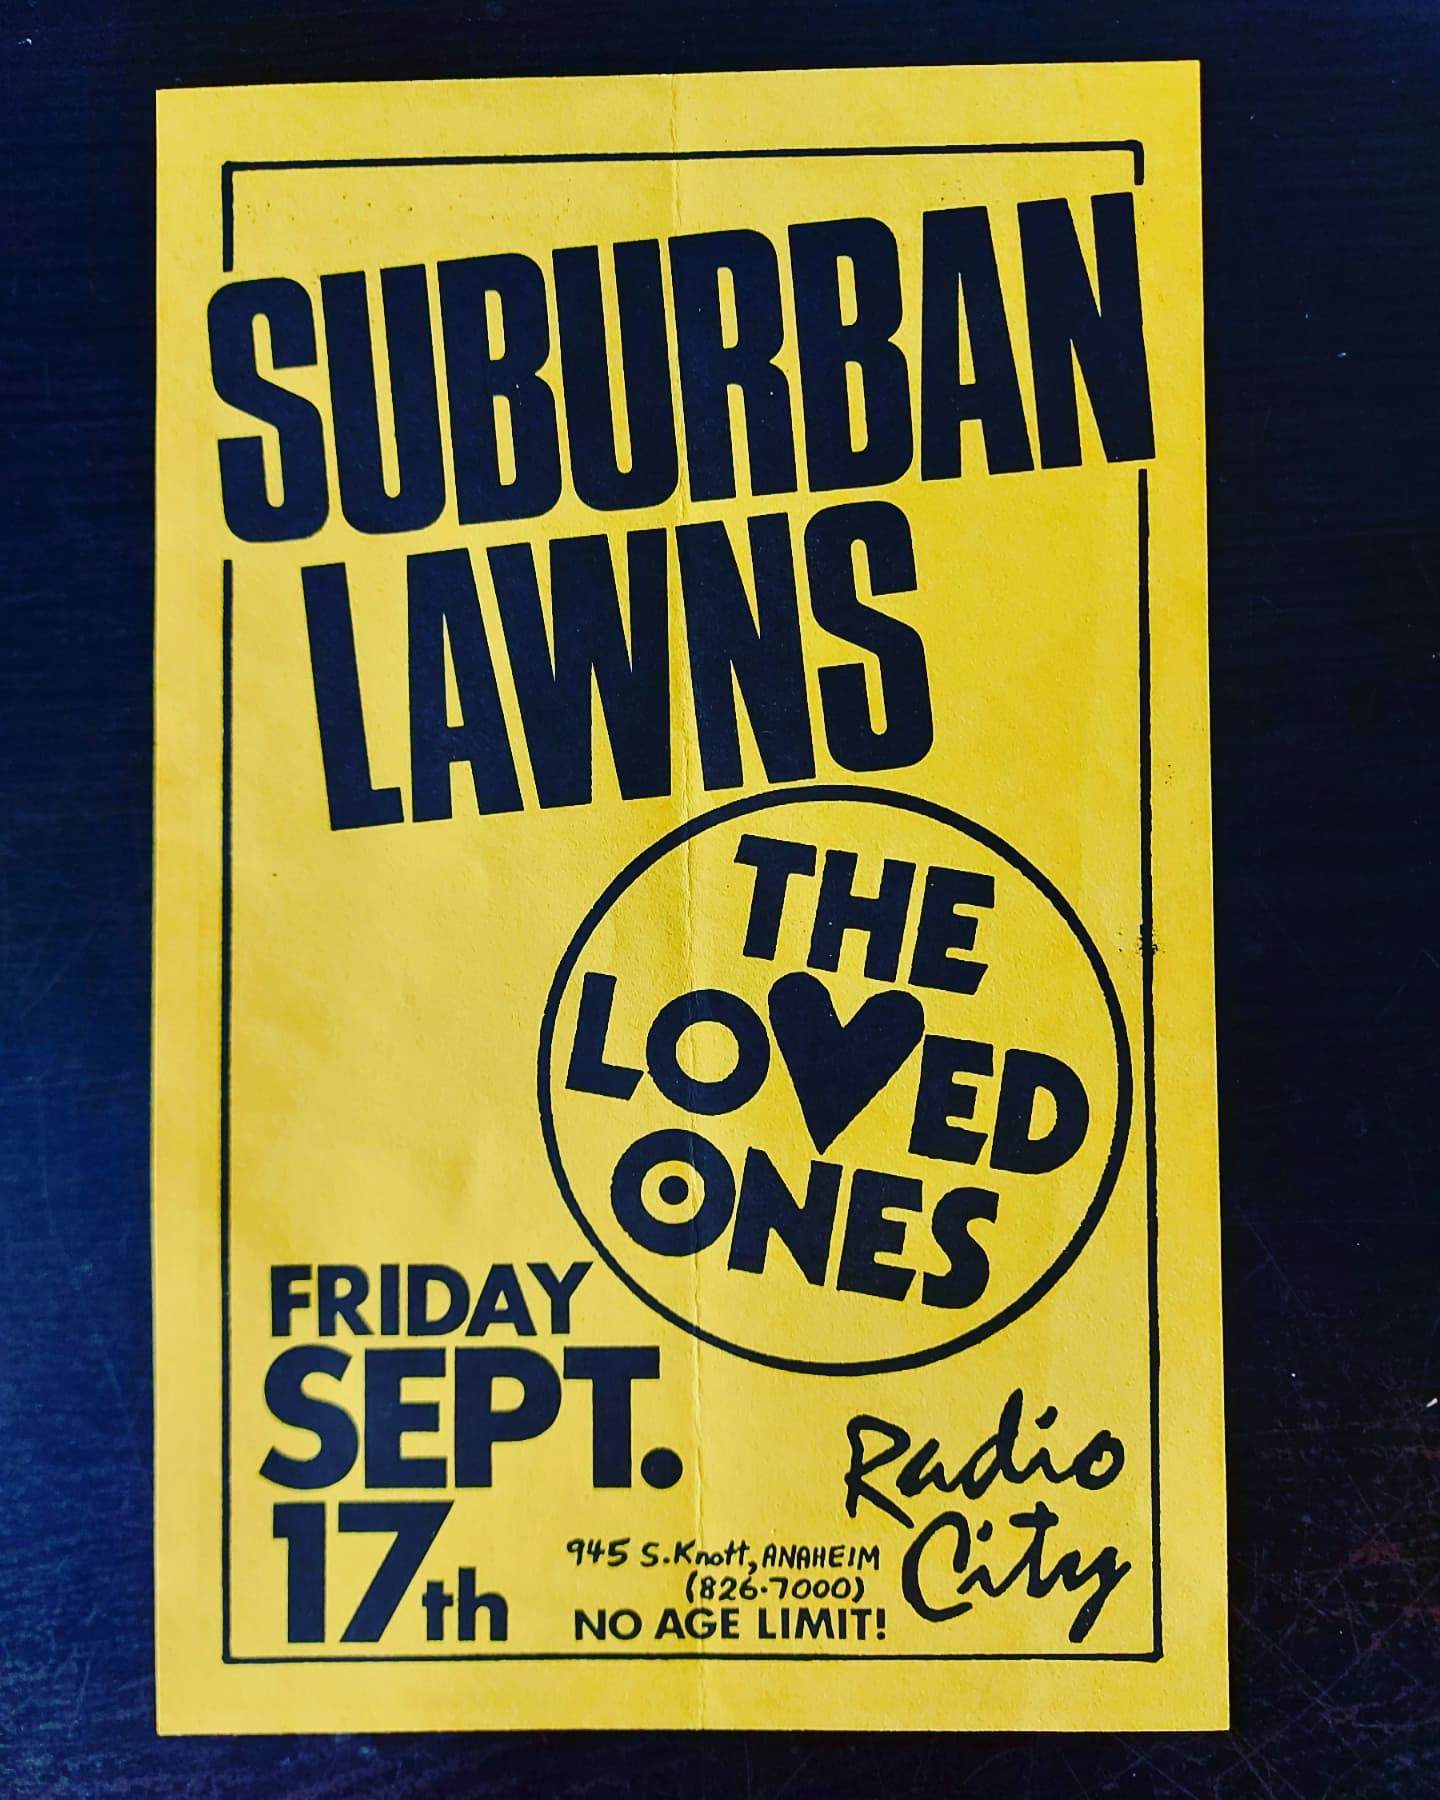 SUBURBAN
LAWNS
THE
LOVED
ONES
FRIDAY
SEPT.
17th
945 S. Knott, ANAHEIM
(826-7000)
NO AGE LIMIT!
Radio
City